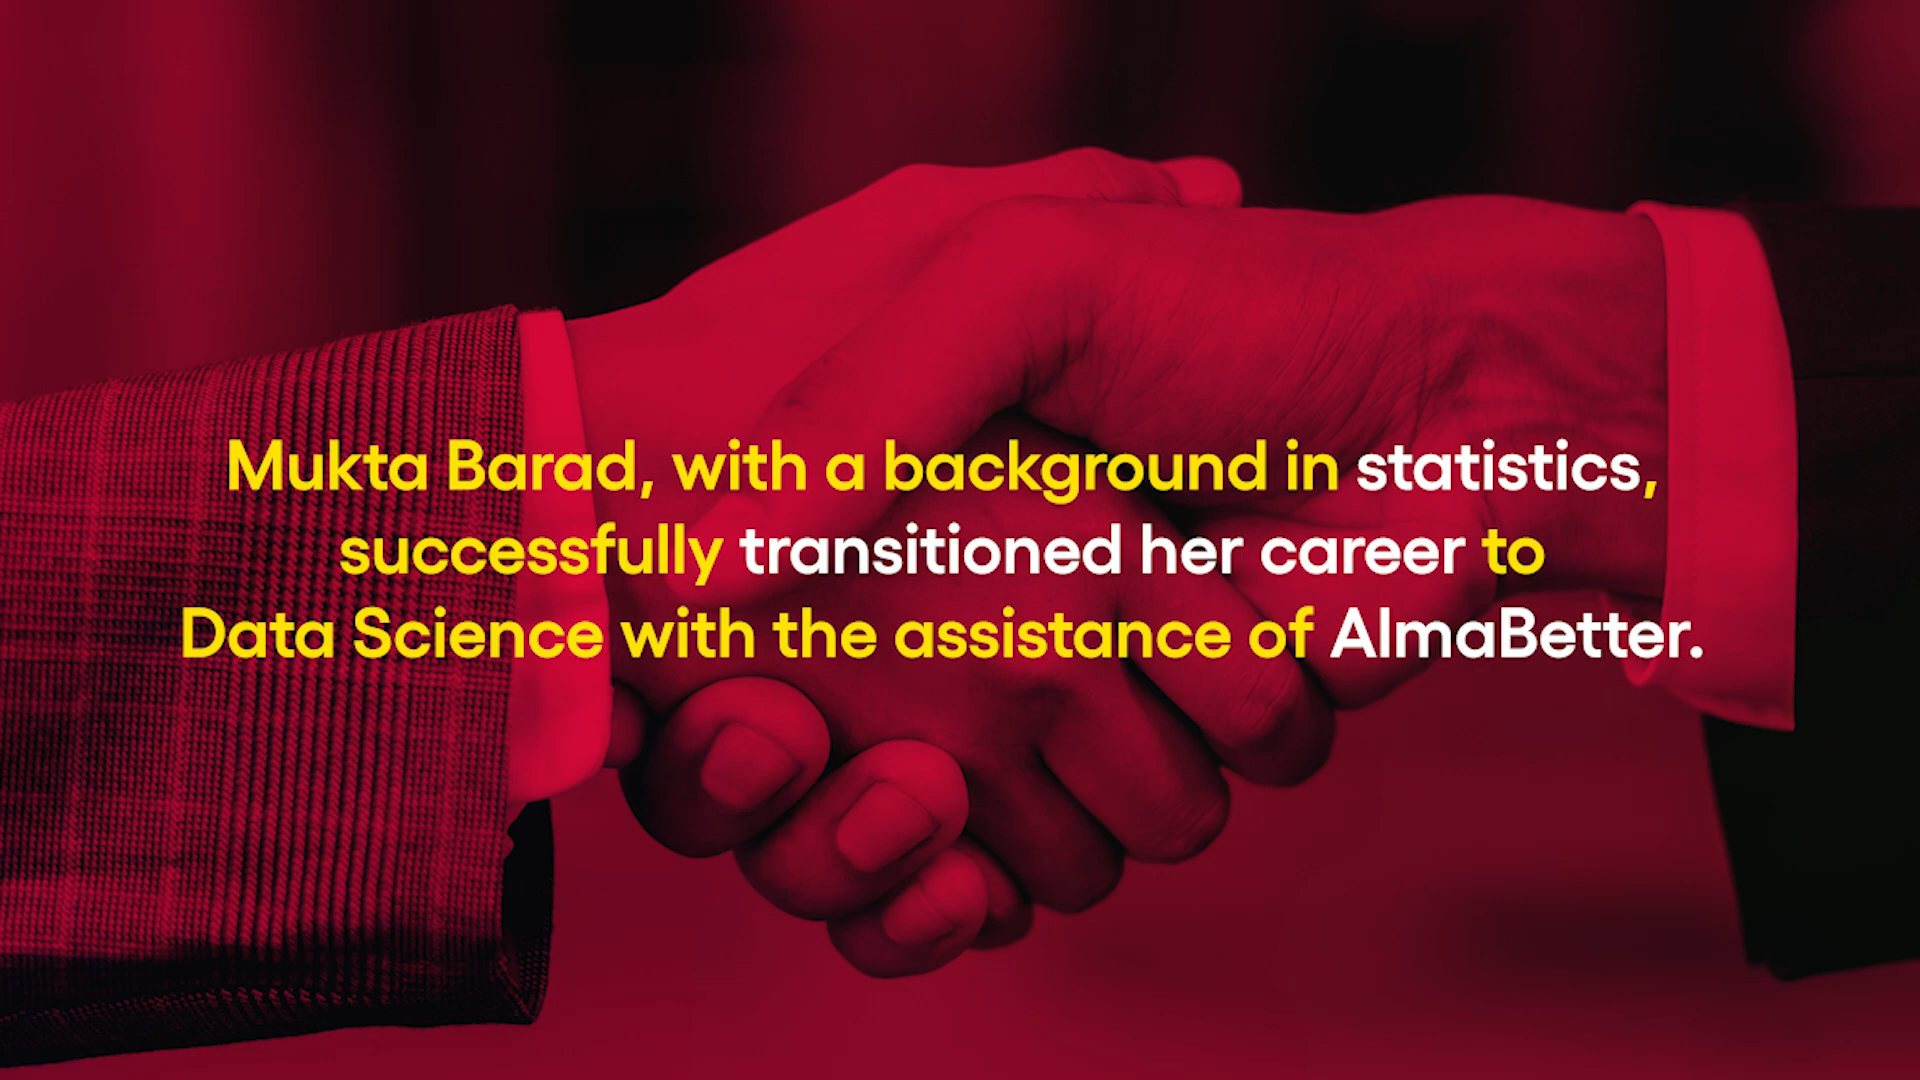 Mukta Barad, with a background in statistics,
successfully transitioned her career to
Data Science with the assistance of AlmaBetter.